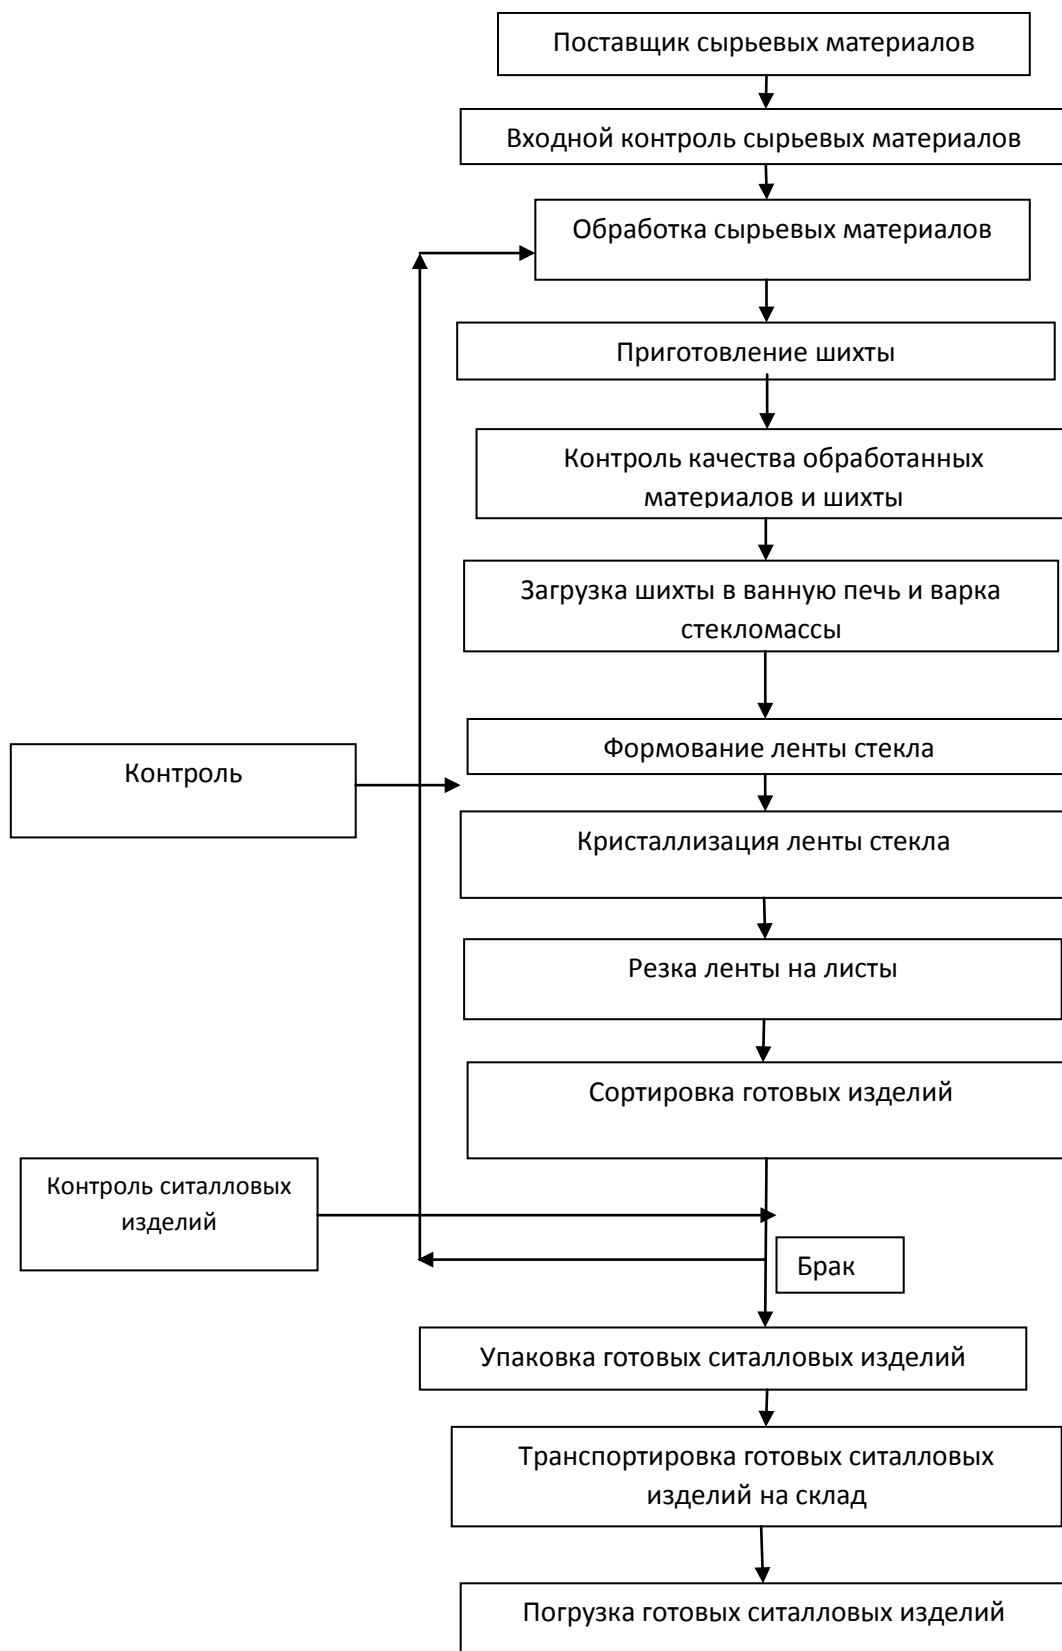 Поставщик сырьевых материалов
Входной контроль сырьевых материалов
Обработка сырьевых материалов
Приготовление шихты
Контроль качества обработанных
материалов и шихты
Загрузка шихты в ванную печь и варка
стекломассы
Формование ленты стекла
Контроль
Кристаллизация ленты стекла
Резка ленты на листы
Сортировка готовых изделий
Контроль ситалловых
изделий
Брак
Упаковка готовых ситалловых изделий
Транспортировка готовых ситалловых
изделий на склад
Погрузка готовых ситалловых изделий